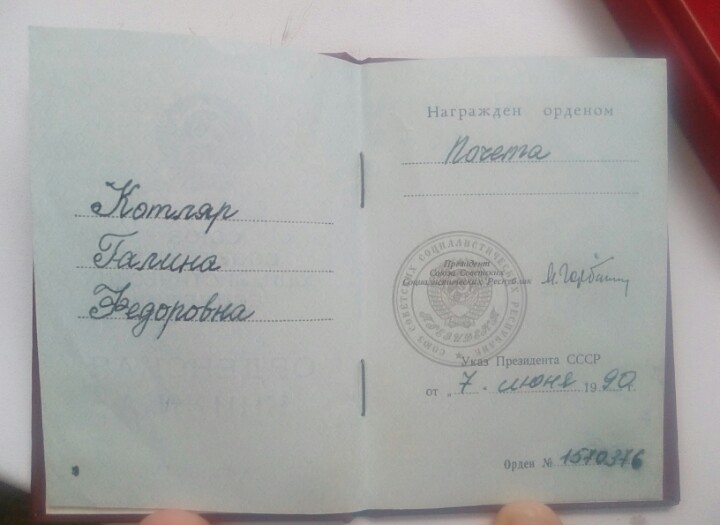 Котляр
Галина
Федоровна
Награжден орденом
Почета
Президент
Союза Советских
Социалистических Республик
М. Горбачев
Указ Президента СССР
от „ 7 " июня 1990 г.
Орден № 1570376